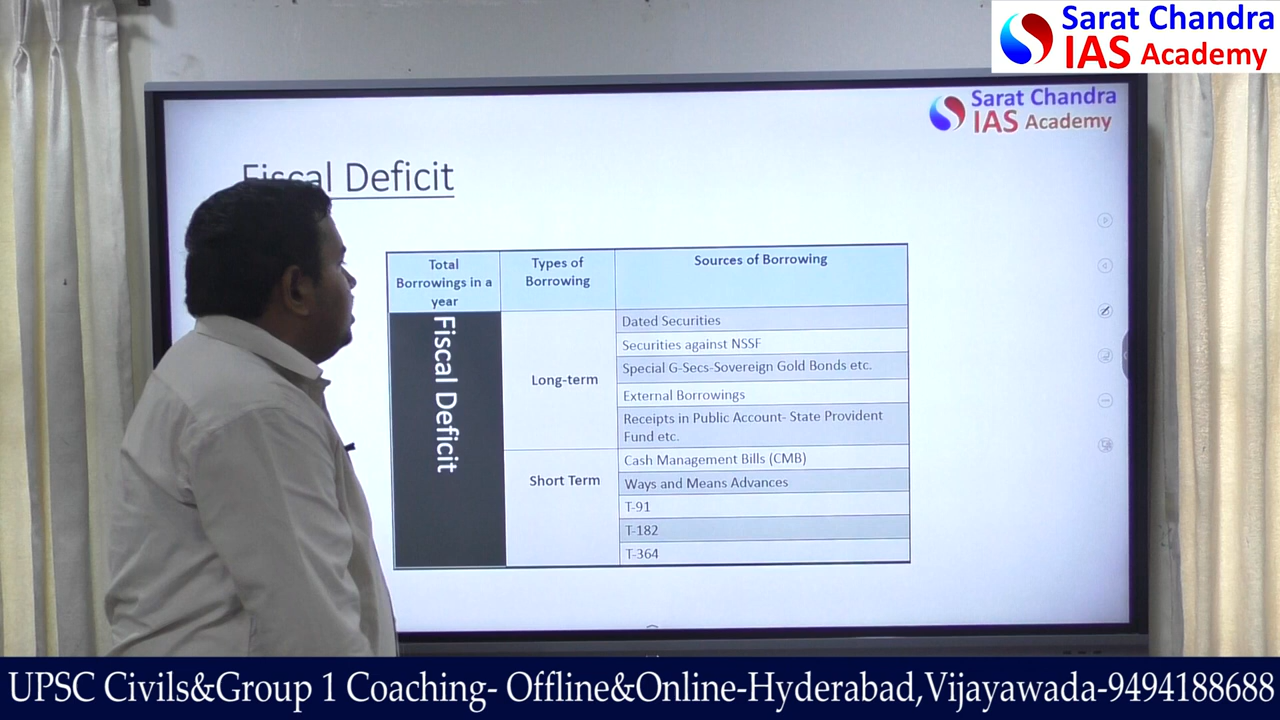 Sarat Chandra
IAS Academy
Sarat Chandra
IAS Academy
Fiscal Deficit
Total
Borrowings in a
year
Types of
Borrowing
Sources of Borrowing
Fiscal Deficit
Long-term
Dated Securities
Securities against NSSF
Special G-Secs-Sovereign Gold Bonds etc.
External Borrowings
Receipts in Public Account- State Provident
Fund etc.
Short Term
Cash Management Bills (CMB)
Ways and Means Advances
T-91
T-182
T-364
UPSC Civils&Group 1 Coaching- Offline&Online-Hyderabad,Vijayawada-9494188688